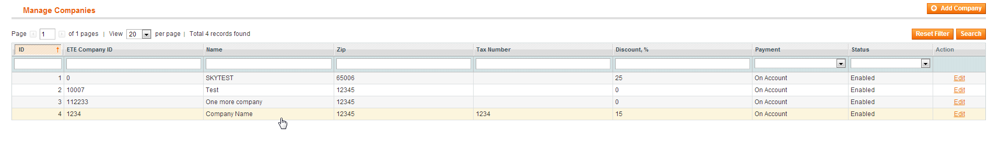 Manage Companies
Add Company
Page 1 of 1 pages | View 20 per page | Total 4 records found
Reset Filter Search
ID ETE Company ID Name Zip Tax Number Discount, % Payment Status Action
1 0 SKYTEST 65006 25 On Account Enabled Edit
2 10007 Test 12345 0 On Account Enabled Edit
3 112233 One more company 12345 0 On Account Enabled Edit
4 1234 Company Name 12345 1234 15 On Account Enabled Edit